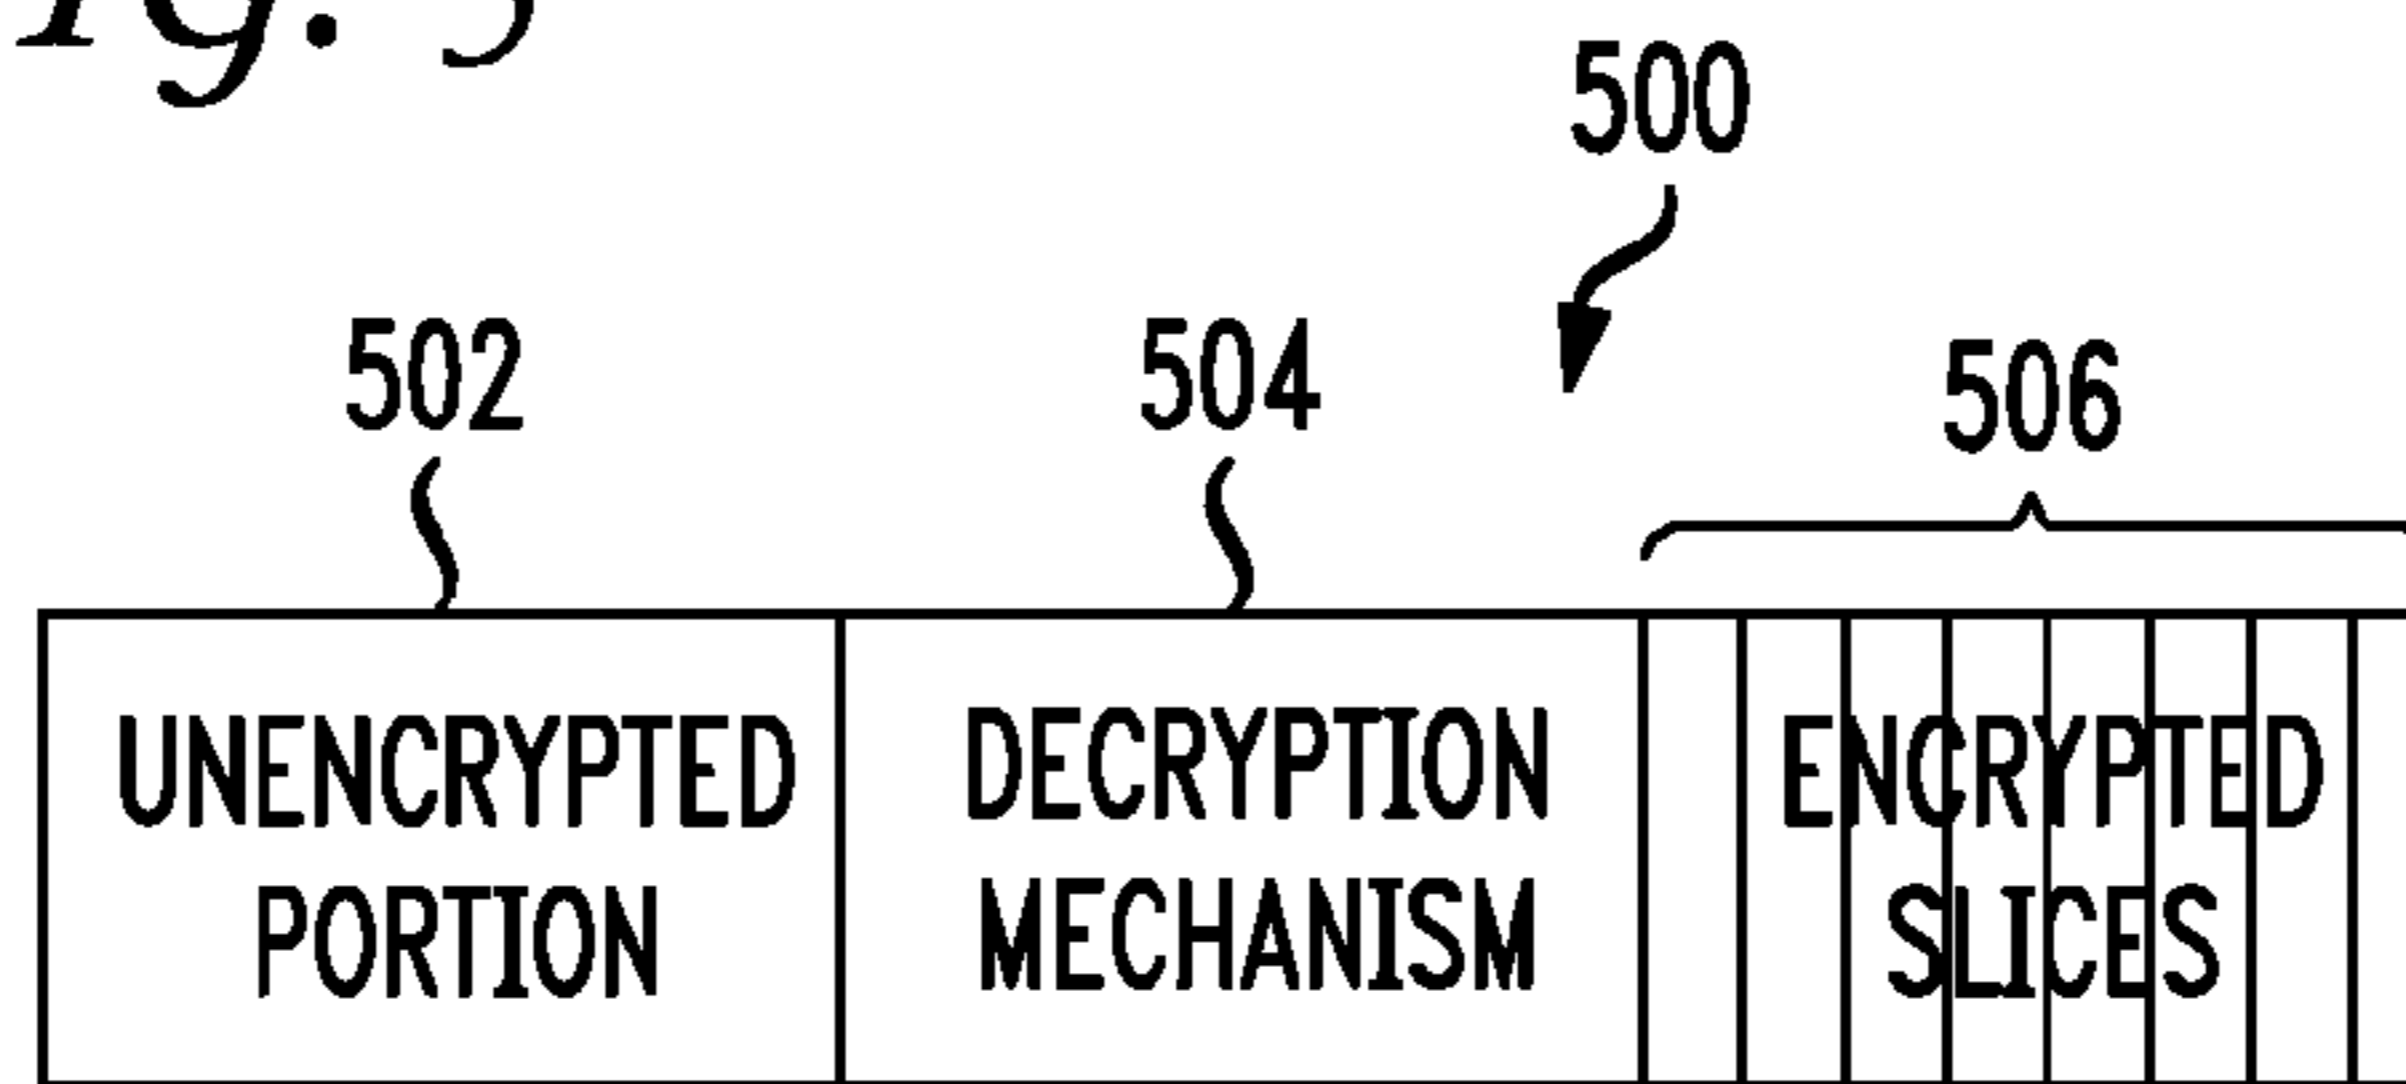 500
502 504 506
UNENCRYPTED DECRYPTION ENCRYPTED
PORTION MECHANISM SLICES